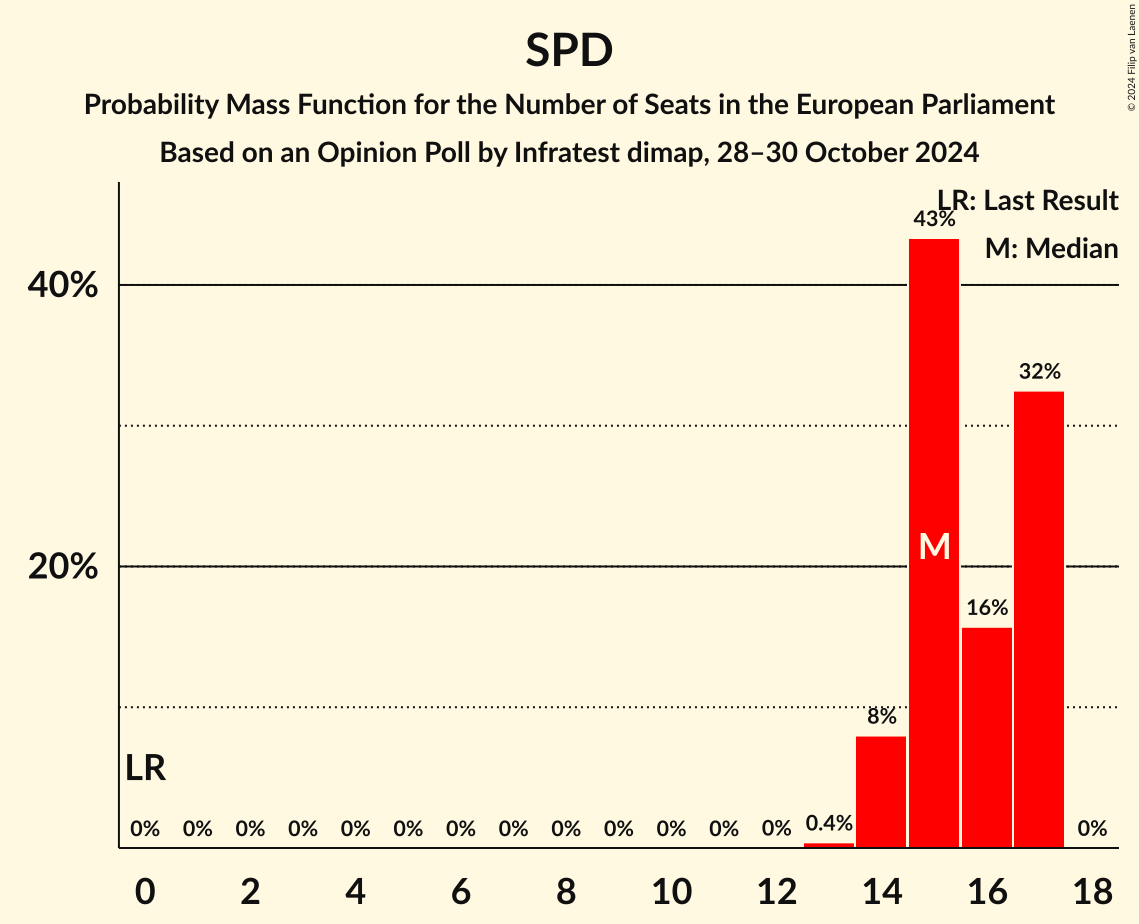 SPD
Probability Mass Function for the Number of Seats in the European Parliament
Based on an Opinion Poll by Infratest dimap, 28–30 October 2024
© 2024 Filip van Laenen
LR: Last Result
M: Median
43%
40%
32%
M
20%
16%
8%
LR
0% 0% 0% 0% 0% 0% 0% 0% 0% 0% 0% 0% 0% 0.4% 0%
0 2 4 6 8 10 12 14 16 18